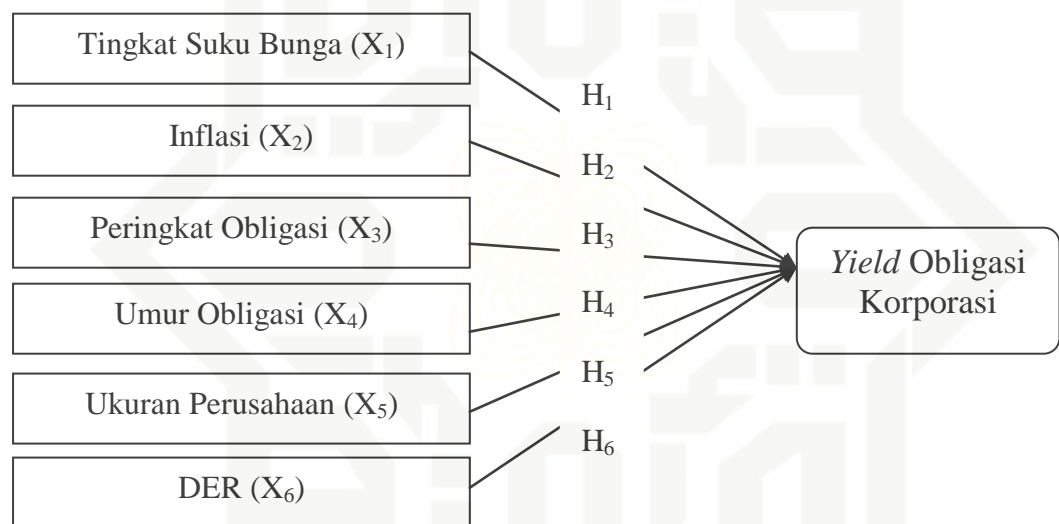 Tingkat Suku Bunga (X₁)
H₁
Inflasi (X₂)
H₂
Peringkat Obligasi (X₃)
H₃
Umur Obligasi (X₄)
H₄
Ukuran Perusahaan (X₅)
H₅
DER (X₆)
H₆
Yield Obligasi
Korporasi